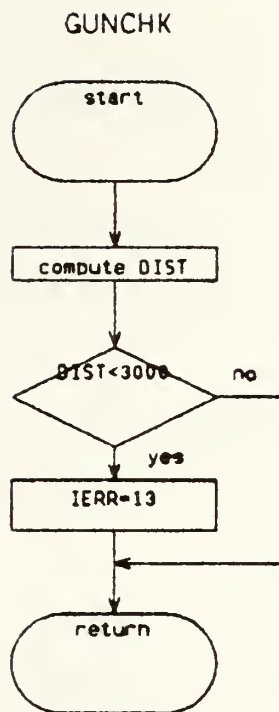 GUNCHK
start
compute DIST
DIST<3000
no
yes
IERR=13
return